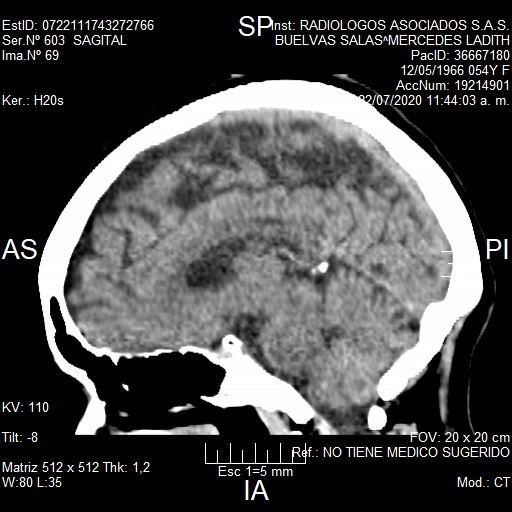 EstID: 0722111743272766
Ser.Nº 603 SAGITAL
Ima.Nº 69
Ker.: H20s
SP
Inst: RADIOLOGOS ASOCIADOS S.A.S.
BUELVAS SALAS^MERCEDES LADITH
PacID: 36667180
12/05/1966 054Y F
AccNum: 19214901
22/07/2020 11:44:03 a. m.
AS
PI
KV: 110
Tilt: -8
Matriz 512 x 512 Thk: 1,2
W:80 L:35
Esc 1=5 mm
IA
FOV: 20 x 20 cm
Ref.: NO TIENE MEDICO SUGERIDO
Mod.: CT